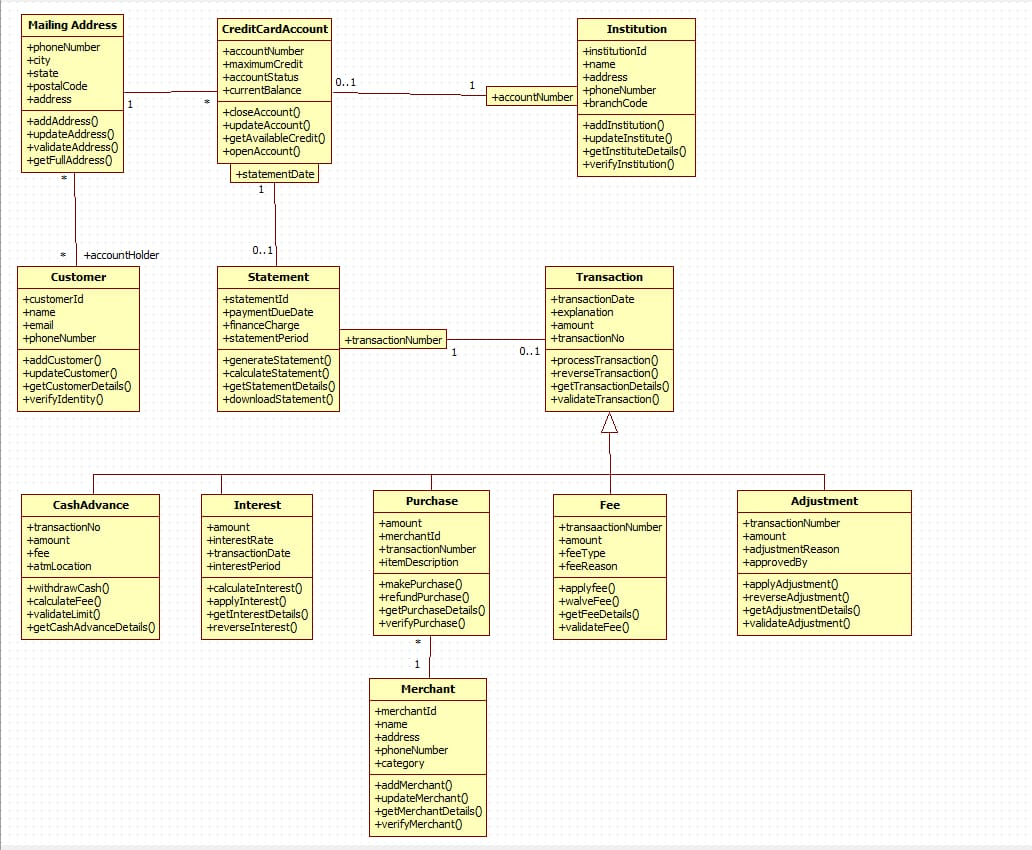 Mailing Address
+phoneNumber
+city
+state
+postalCode
+address
+addAddress()
+updateAddress()
+validateAddress()
+getFullAddress()
1
*
CreditCardAccount
+accountNumber
+maximumCredit
+accountStatus
+currentBalance
+closeAccount()
+updateAccount()
+getAvailableCredit()
+openAccount()
+statementDate
0..1
1
+accountNumber
Institution
+institutionId
+name
+address
+phoneNumber
+branchCode
+addInstitution()
+updateInstitute()
+getInstituteDetails()
+verifyInstitution()
*
*
+accountHolder
1
0..1
Customer
+customerId
+name
+email
+phoneNumber
+addCustomer()
+updateCustomer()
+getCustomerDetails()
+verifyIdentity()
Statement
+statementId
+paymentDueDate
+financeCharge
+statementPeriod
+generateStatement()
+calculateStatement()
+getStatementDetails()
+downloadStatement()
+transactionNumber
1
0..1
Transaction
+transactionDate
+explanation
+amount
+transactionNo
+processTransaction()
+reverseTransaction()
+getTransactionDetails()
+validateTransaction()
CashAdvance
+transactionNo
+amount
+fee
+atmLocation
+withdrawCash()
+calculateFee()
+validateLimit()
+getCashAdvanceDetails()
Interest
+amount
+interestRate
+transactionDate
+interestPeriod
+calculateInterest()
+applyInterest()
+getInterestDetails()
+reverseInterest()
Purchase
+amount
+merchantId
+transactionNumber
+itemDescription
+makePurchase()
+refundPurchase()
+getPurchaseDetails()
+verifyPurchase()
Fee
+transaactionNumber
+amount
+feeType
+feeReason
+applyfee()
+walveFee()
+getFeeDetails()
+validateFee()
Adjustment
+transactionNumber
+amount
+adjustmentReason
+approvedBy
+applyAdjustment()
+reverseAdjustment()
+getAdjustmentDetails()
+validateAdjustment()
*
1
Merchant
+merchantId
+name
+address
+phoneNumber
+category
+addMerchant()
+updateMerchant()
+getMerchantDetails()
+verifyMerchant()